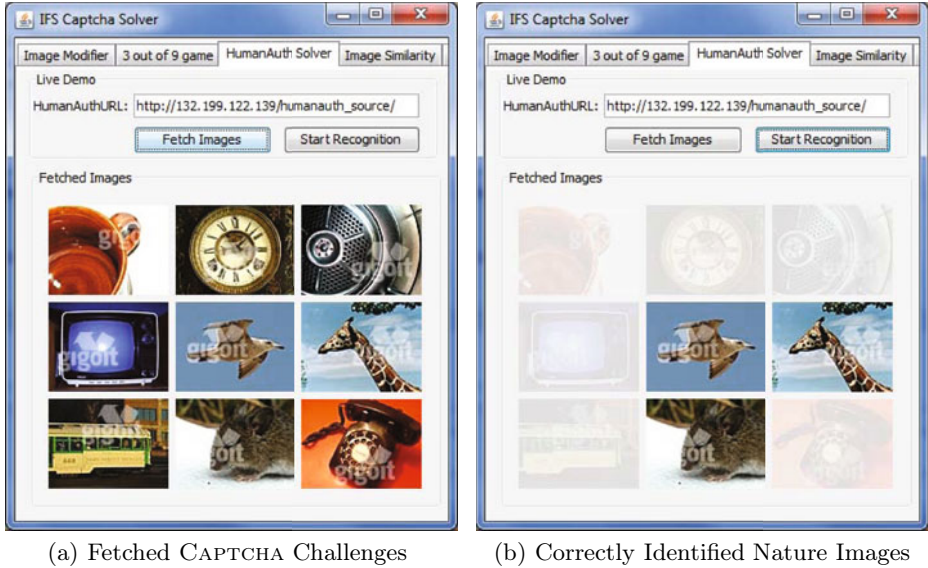 IFS Captcha Solver
Image Modifier 3 out of 9 game HumanAuth Solver Image Similarity
Live Demo
HumanAuthURL: http://132.199.122.139/humanauth_source/
Fetch Images Start Recognition
Fetched Images
gigoit
gigoit
gigoit
gigoit
gigoit
(a) Fetched CAPTCHA Challenges
IFS Captcha Solver
Image Modifier 3 out of 9 game HumanAuth Solver Image Similarity
Live Demo
HumanAuthURL: http://132.199.122.139/humanauth_source/
Fetch Images Start Recognition
Fetched Images
gigoit
gigoit
(b) Correctly Identified Nature Images